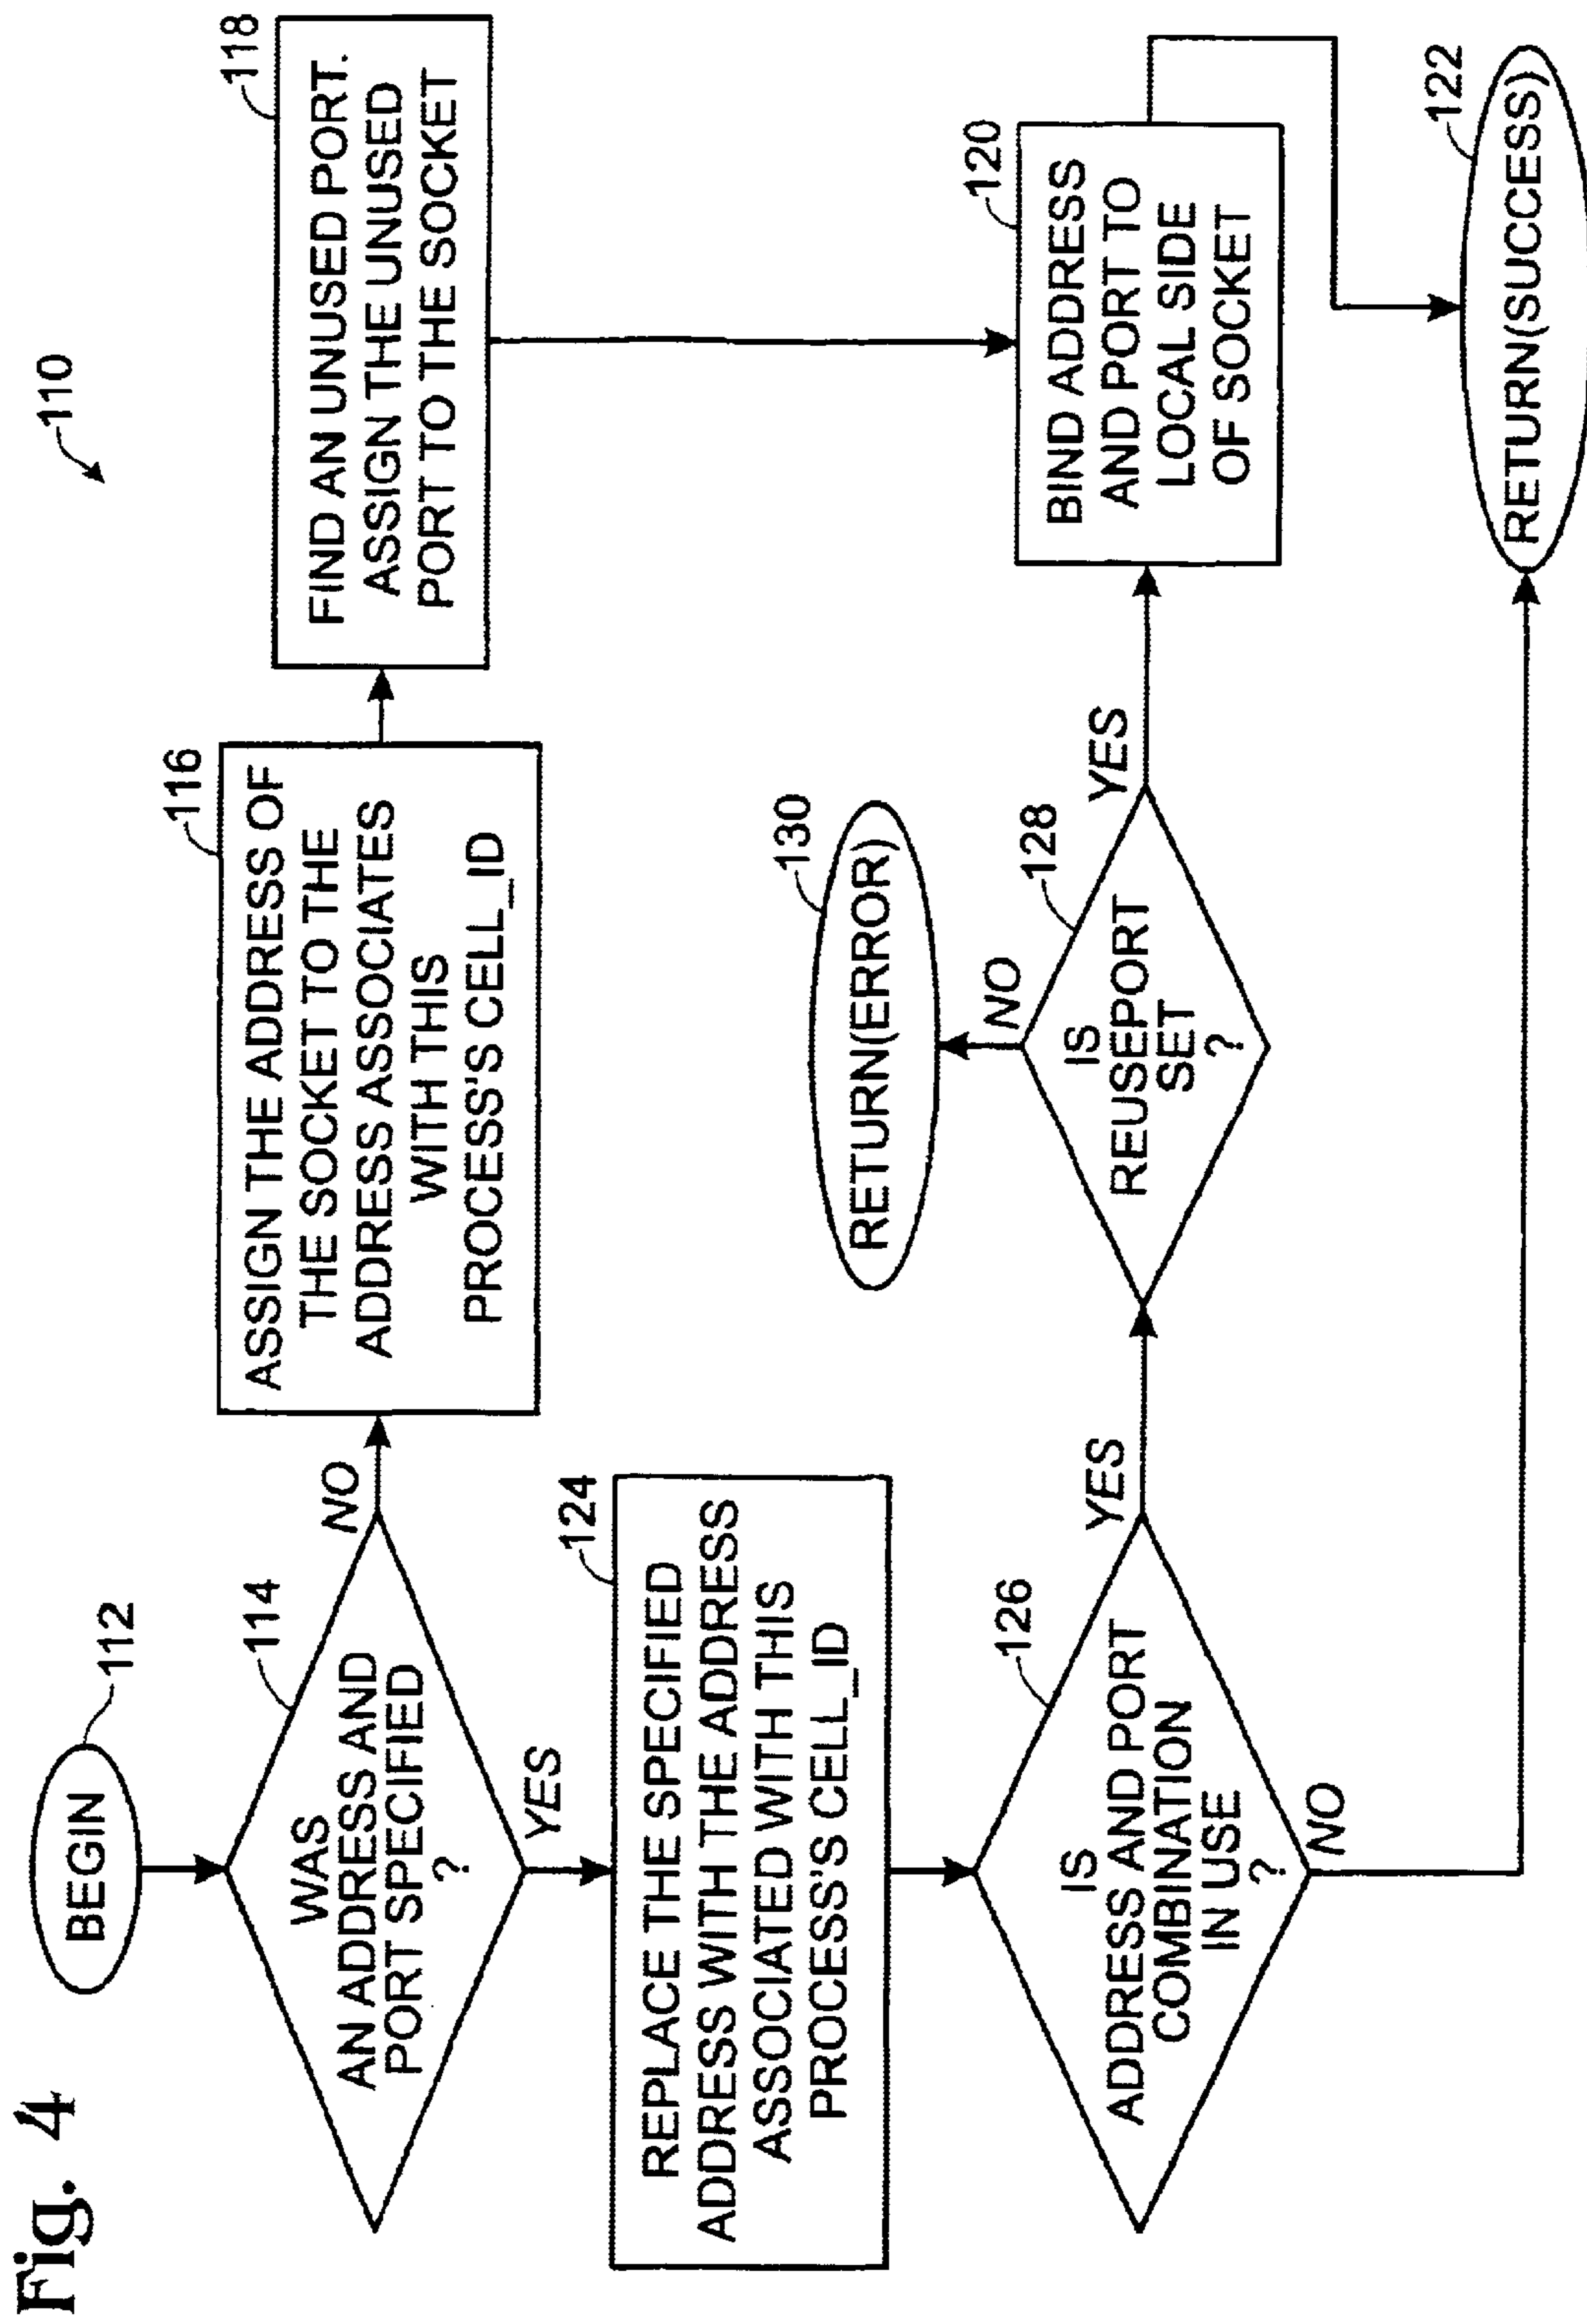 Fig. 4
110
BEGIN
112
WAS
AN ADDRESS AND
PORT SPECIFIED
?
114
NO
YES
ASSIGN THE ADDRESS OF
THE SOCKET TO THE
ADDRESS ASSOCIATES
WITH THIS
PROCESS'S CELL_ID
116
FIND AN UNUSED PORT.
ASSIGN THE UNUSED
PORT TO THE SOCKET
118
REPLACE THE SPECIFIED
ADDRESS WITH THE ADDRESS
ASSOCIATED WITH THIS
PROCESS'S CELL_ID
124
IS
ADDRESS AND PORT
COMBINATION
IN USE
?
126
YES
NO
IS
REUSEPORT
SET
?
128
NO
YES
RETURN(ERROR)
130
BIND ADDRESS
AND PORT TO
LOCAL SIDE
OF SOCKET
120
RETURN(SUCCESS)
122